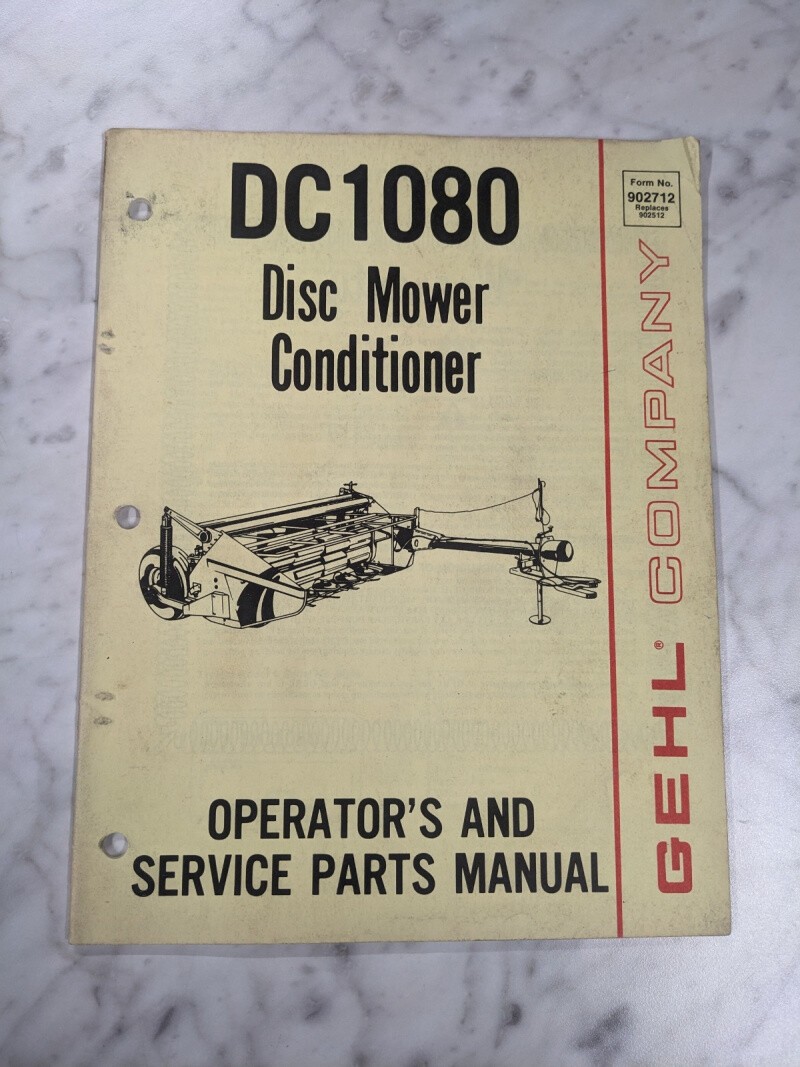 DC1080
Disc Mower
Conditioner
Form No.
902712
Replaces
902512
GEHL® COMPANY
OPERATOR'S AND
SERVICE PARTS MANUAL